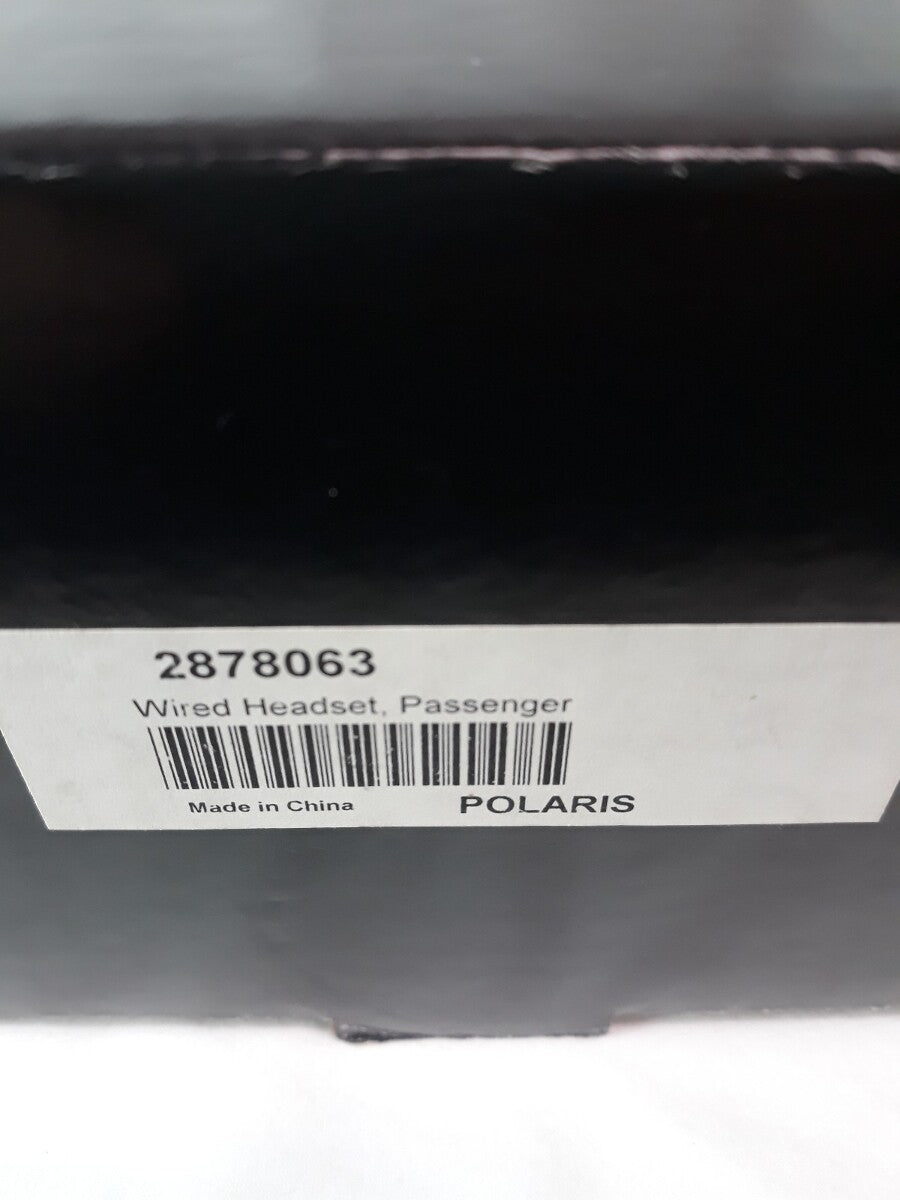 2878063
Wired Headset, Passenger
Made in China POLARIS